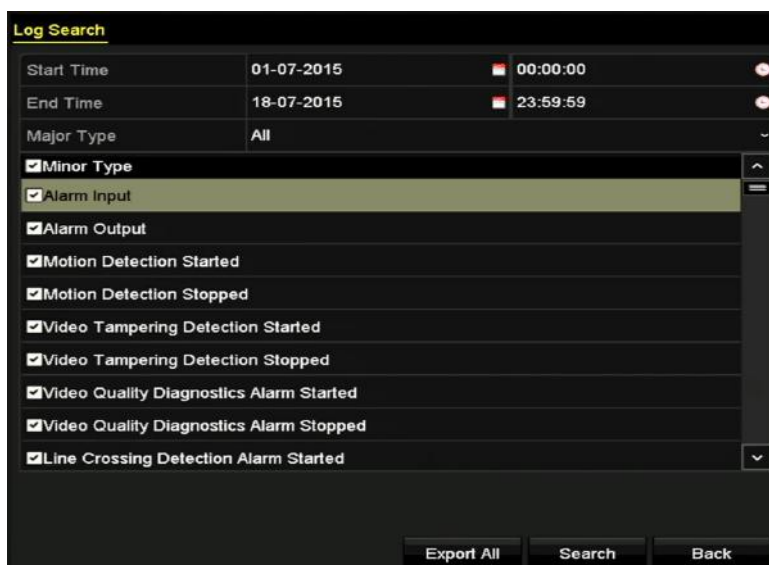 Log Search
Start Time 01-07-2015 00:00:00
End Time 18-07-2015 23:59:59
Major Type All
Minor Type
Alarm Input
Alarm Output
Motion Detection Started
Motion Detection Stopped
Video Tampering Detection Started
Video Tampering Detection Stopped
Video Quality Diagnostics Alarm Started
Video Quality Diagnostics Alarm Stopped
Line Crossing Detection Alarm Started
Export All Search Back